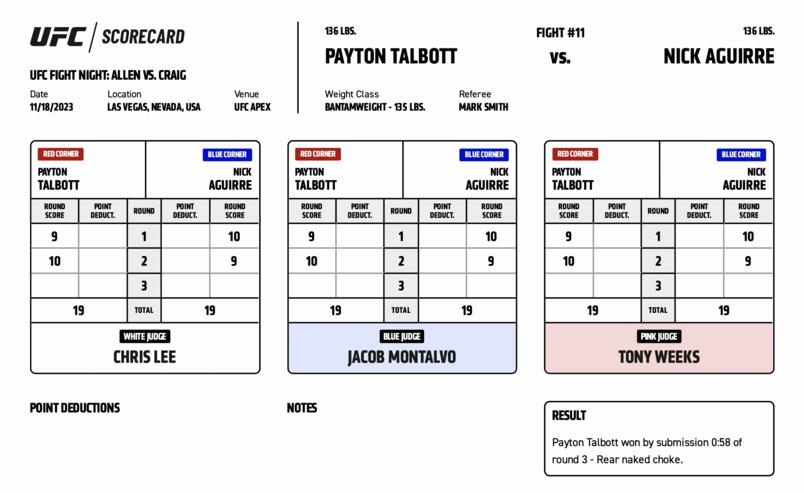 UFC / SCORECARD
UFC FIGHT NIGHT: ALLEN VS. CRAIG
Date Location Venue
11/18/2023 LAS VEGAS, NEVADA, USA UFC APEX
136 LBS. FIGHT #11 136 LBS.
PAYTON TALBOTT VS. NICK AGUIRRE
Weight Class Referee
BANTAMWEIGHT - 135 LBS. MARK SMITH
RED CORNER BLUE CORNER
PAYTON NICK
TALBOTT AGUIRRE
ROUND POINT ROUND POINT ROUND
SCORE DEDUCT. DEDUCT. SCORE
9 1 10
10 2 9
3
19 TOTAL 19
WHITE JUDGE
CHRIS LEE
RED CORNER BLUE CORNER
PAYTON NICK
TALBOTT AGUIRRE
ROUND POINT ROUND POINT ROUND
SCORE DEDUCT. DEDUCT. SCORE
9 1 10
10 2 9
3
19 TOTAL 19
BLUE JUDGE
JACOB MONTALVO
RED CORNER BLUE CORNER
PAYTON NICK
TALBOTT AGUIRRE
ROUND POINT ROUND POINT ROUND
SCORE DEDUCT. DEDUCT. SCORE
9 1 10
10 2 9
3
19 TOTAL 19
PINK JUDGE
TONY WEEKS
POINT DEDUCTIONS
NOTES
RESULT
Payton Talbott won by submission 0:58 of
round 3 - Rear naked choke.